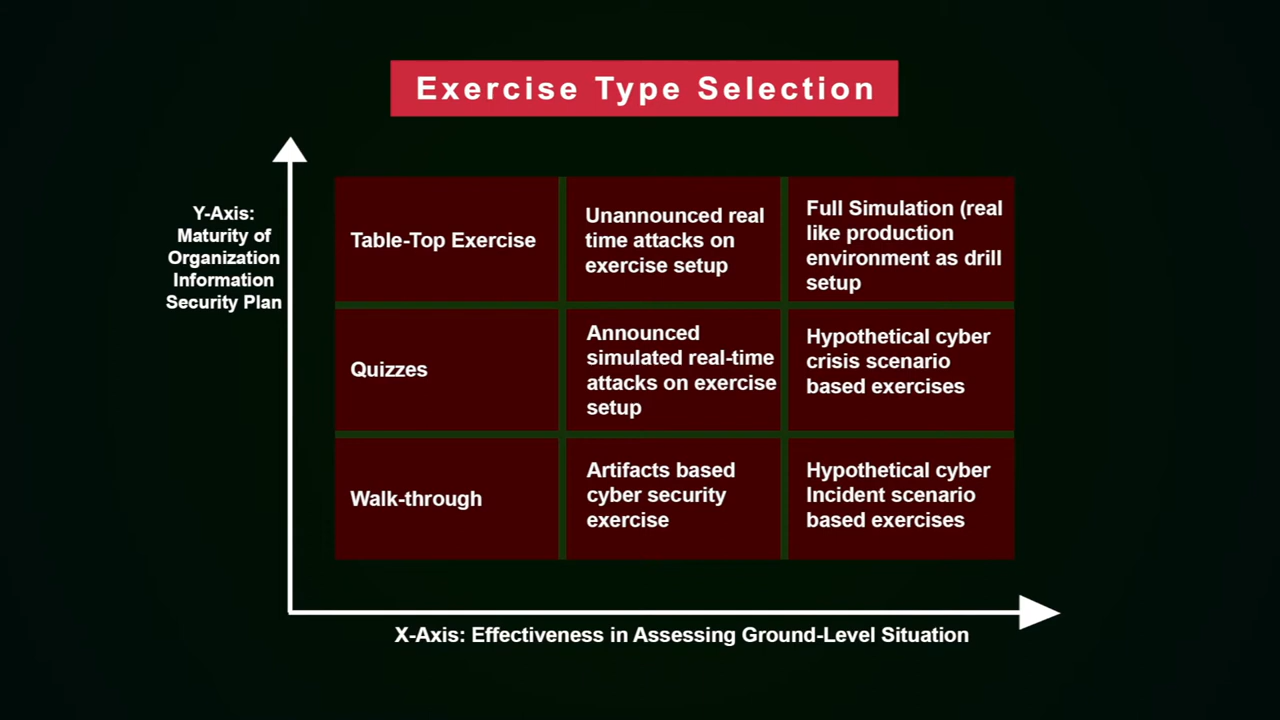 Exercise Type Selection
Y-Axis:
Maturity of
Organization
Information
Security Plan
Table-Top Exercise
Unannounced real
time attacks on
exercise setup
Full Simulation (real
like production
environment as drill
setup
Quizzes
Announced
simulated real-time
attacks on exercise
setup
Hypothetical cyber
crisis scenario
based exercises
Walk-through
Artifacts based
cyber security
exercise
Hypothetical cyber
Incident scenario
based exercises
X-Axis: Effectiveness in Assessing Ground-Level Situation